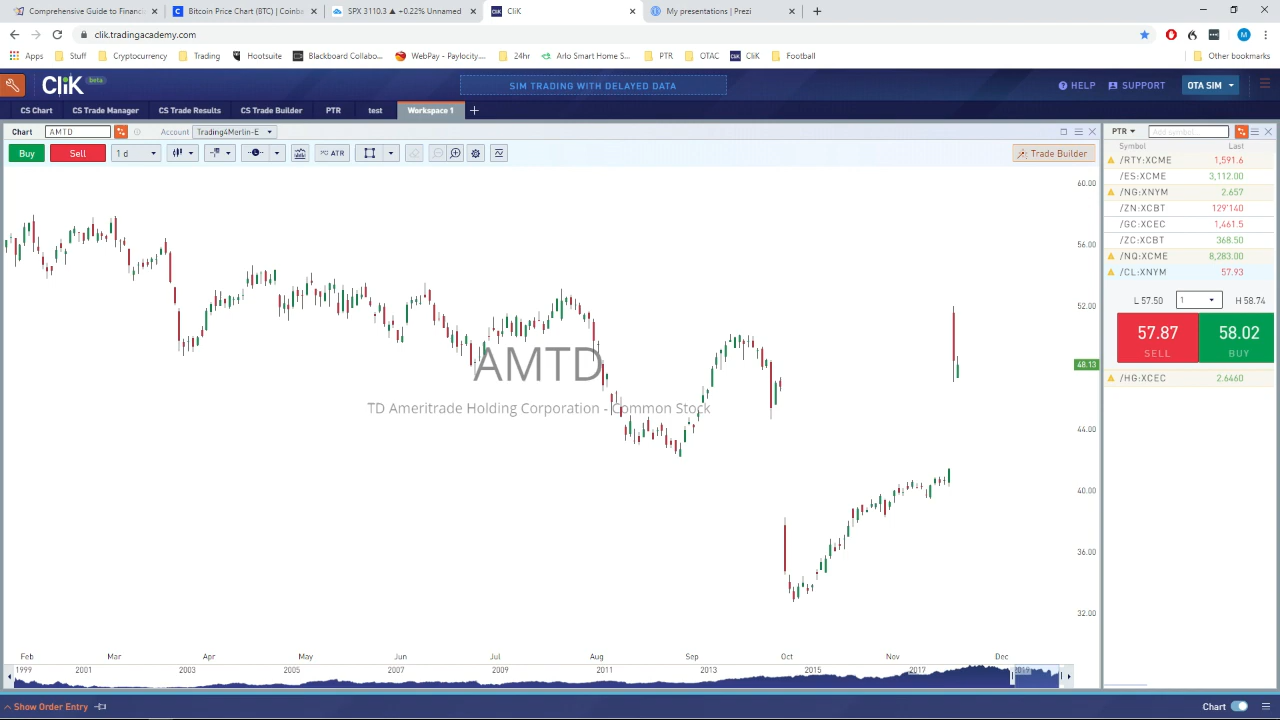 Comprehensive Guide to Financi
Bitcoin Price Chart (BTC) | Coinb
SPX 3110.3 ▲ +0.22% Unnamed
CliK
My presentations | Prezi
clik.tradingacademy.com
Apps Stuff Cryptocurrency Trading Hootsuite Blackboard Collabo... WebPay - Paylocity... 24hr Arlo Smart Home S... PTR OTAC CliK Football Other bookmarks
CliK beta
SIM TRADING WITH DELAYED DATA
HELP SUPPORT OTA SIM
CS Chart CS Trade Manager CS Trade Results CS Trade Builder PTR test Workspace 1 +
Chart AMTD Account Trading4Merlin-E
Buy Sell 1 d ATR Trade Builder
PTR Add symbol...
Symbol Last
/RTY:XCME 1,591.6
/ES:XCME 3,112.00
/NG:XNYM 2.657
/ZN:XCBT 129'140
/GC:XCEC 1,461.5
/ZC:XCBT 368.50
/NQ:XCME 8,283.00
/CL:XNYM 57.93
L 57.50 1 H 58.74
57.87 58.02
SELL BUY
/HG:XCEC 2.6460
60.00
56.00
52.00
48.13
44.00
40.00
36.00
32.00
AMTD
TD Ameritrade Holding Corporation - Common Stock
Feb Mar Apr May Jun Jul Aug Sep Oct Nov Dec
1999 2001 2003 2005 2007 2009 2011 2013 2015 2017 2019
Show Order Entry
Chart